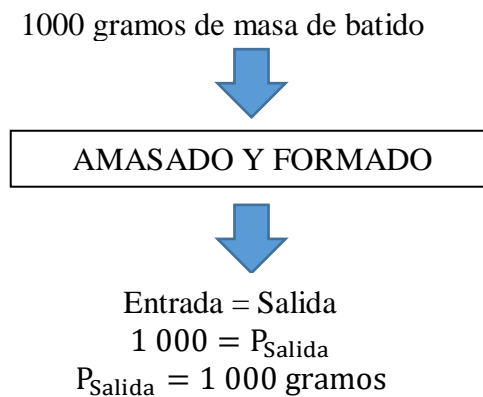 1000 gramos de masa de batido
AMASADO Y FORMADO
Entrada = Salida
1 000 = P_Salida
P_Salida = 1 000 gramos